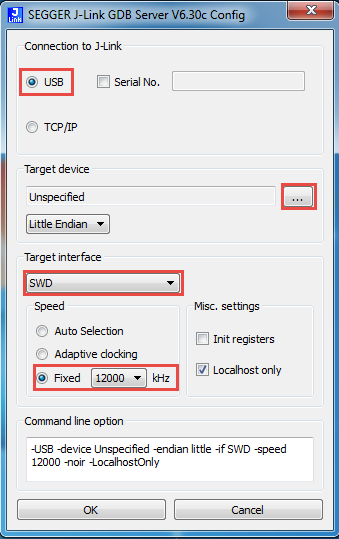 J Link
SEGGER J-Link GDB Server V6.30c Config
Connection to J-Link
USB
Serial No.
TCP/IP
Target device
Unspecified
...
Little Endian
Target interface
SWD
Speed
Auto Selection
Adaptive clocking
Fixed 12000 kHz
Misc. settings
Init registers
Localhost only
Command line option
-USB -device Unspecified -endian little -if SWD -speed
12000 -noir -LocalhostOnly
OK
Cancel